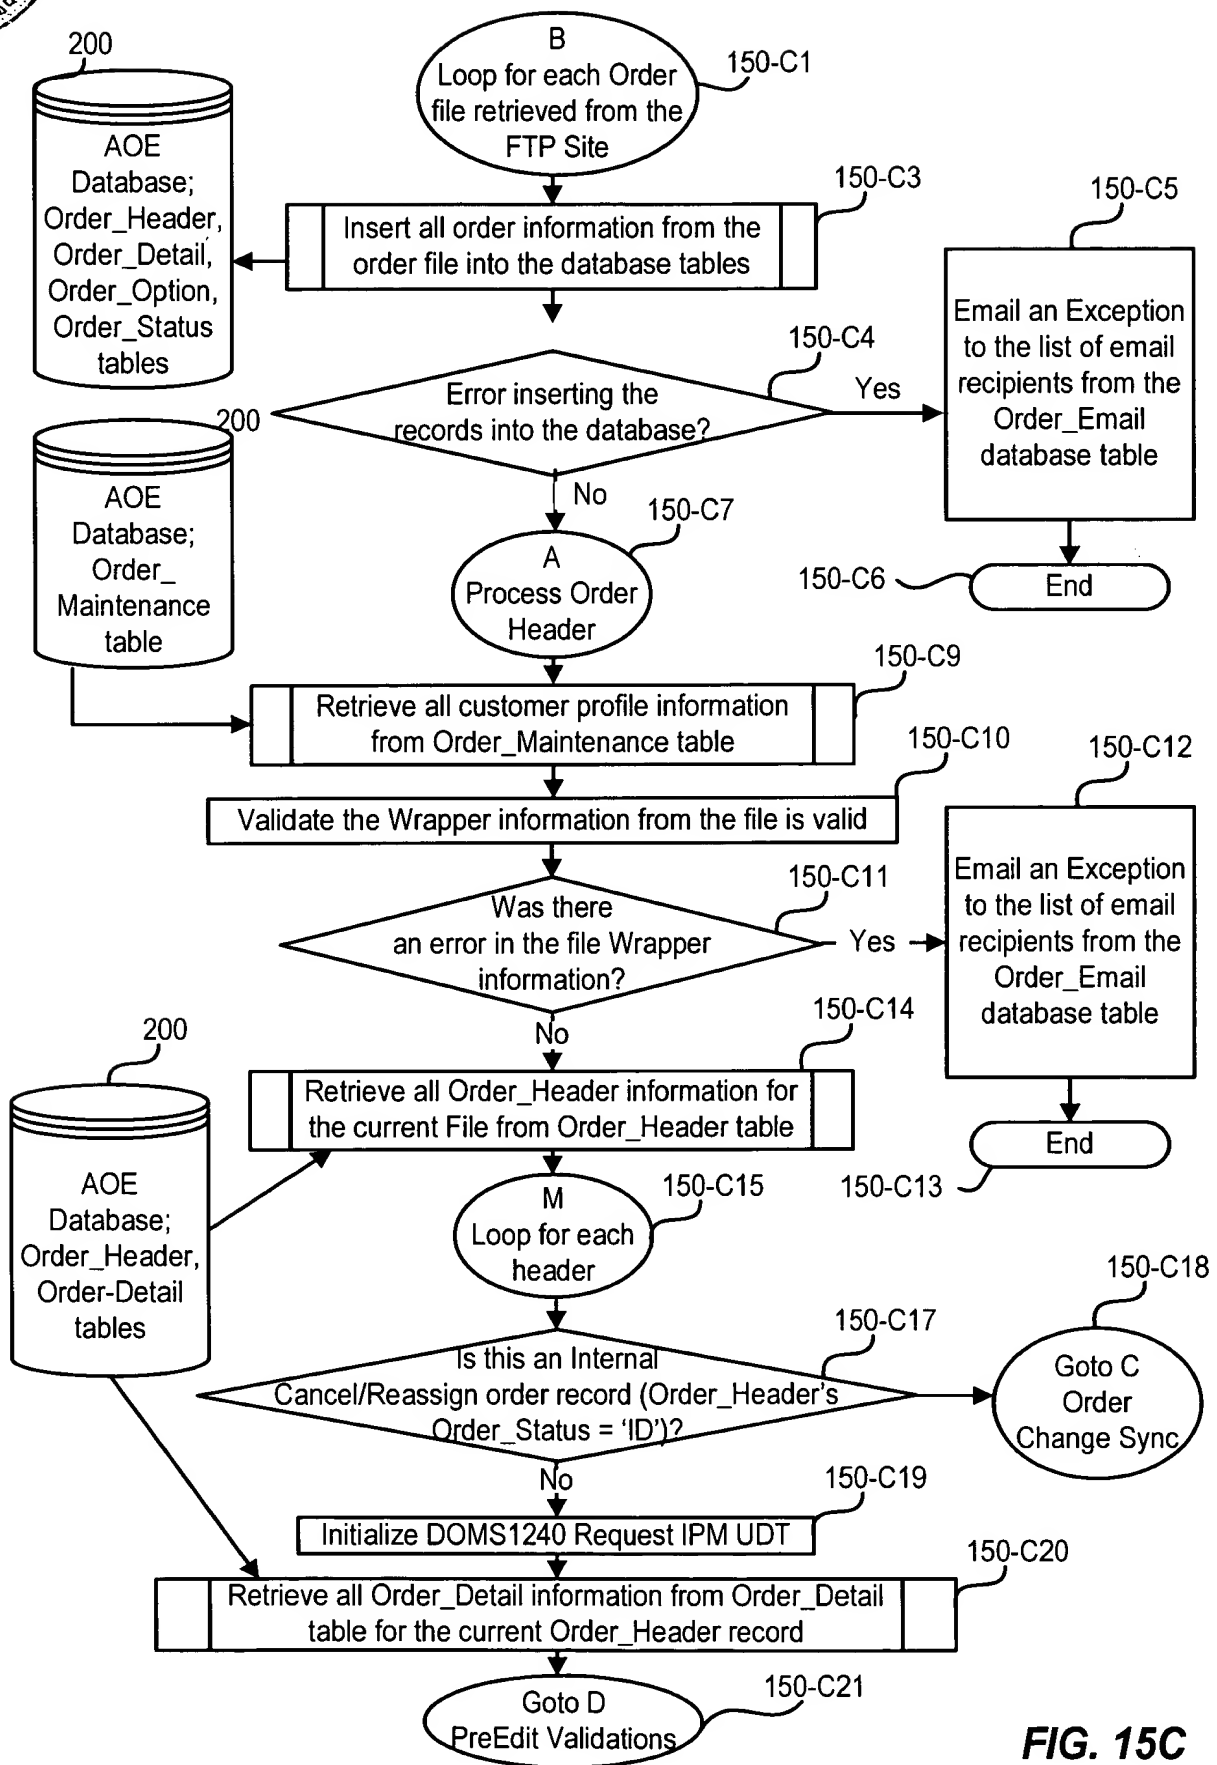 200
B
Loop for each Order
file retrieved from the
FTP Site
150-C1
AOE
Database;
Order_Header,
Order_Detail,
Order_Option,
Order_Status
tables
150-C3
Insert all order information from the
order file into the database tables
150-C5
Email an Exception
to the list of email
recipients from the
Order_Email
database table
150-C4
Error inserting the
records into the database?
Yes
No
200
AOE
Database;
Order_
Maintenance
table
150-C7
A
Process Order
Header
150-C6
End
150-C9
Retrieve all customer profile information
from Order_Maintenance table
150-C10
Validate the Wrapper information from the file is valid
150-C12
Email an Exception
to the list of email
recipients from the
Order_Email
database table
150-C11
Was there
an error in the file Wrapper
information?
Yes
No
150-C14
200
Retrieve all Order_Header information for
the current File from Order_Header table
End
150-C13
AOE
Database;
Order_Header,
Order-Detail
tables
150-C15
M
Loop for each
header
150-C18
Goto C
Order
Change Sync
150-C17
Is this an Internal
Cancel/Reassign order record (Order_Header's
Order_Status = 'ID')?
No
150-C19
Initialize DOMS1240 Request IPM UDT
150-C20
Retrieve all Order_Detail information from Order_Detail
table for the current Order_Header record
150-C21
Goto D
PreEdit Validations
FIG. 15C